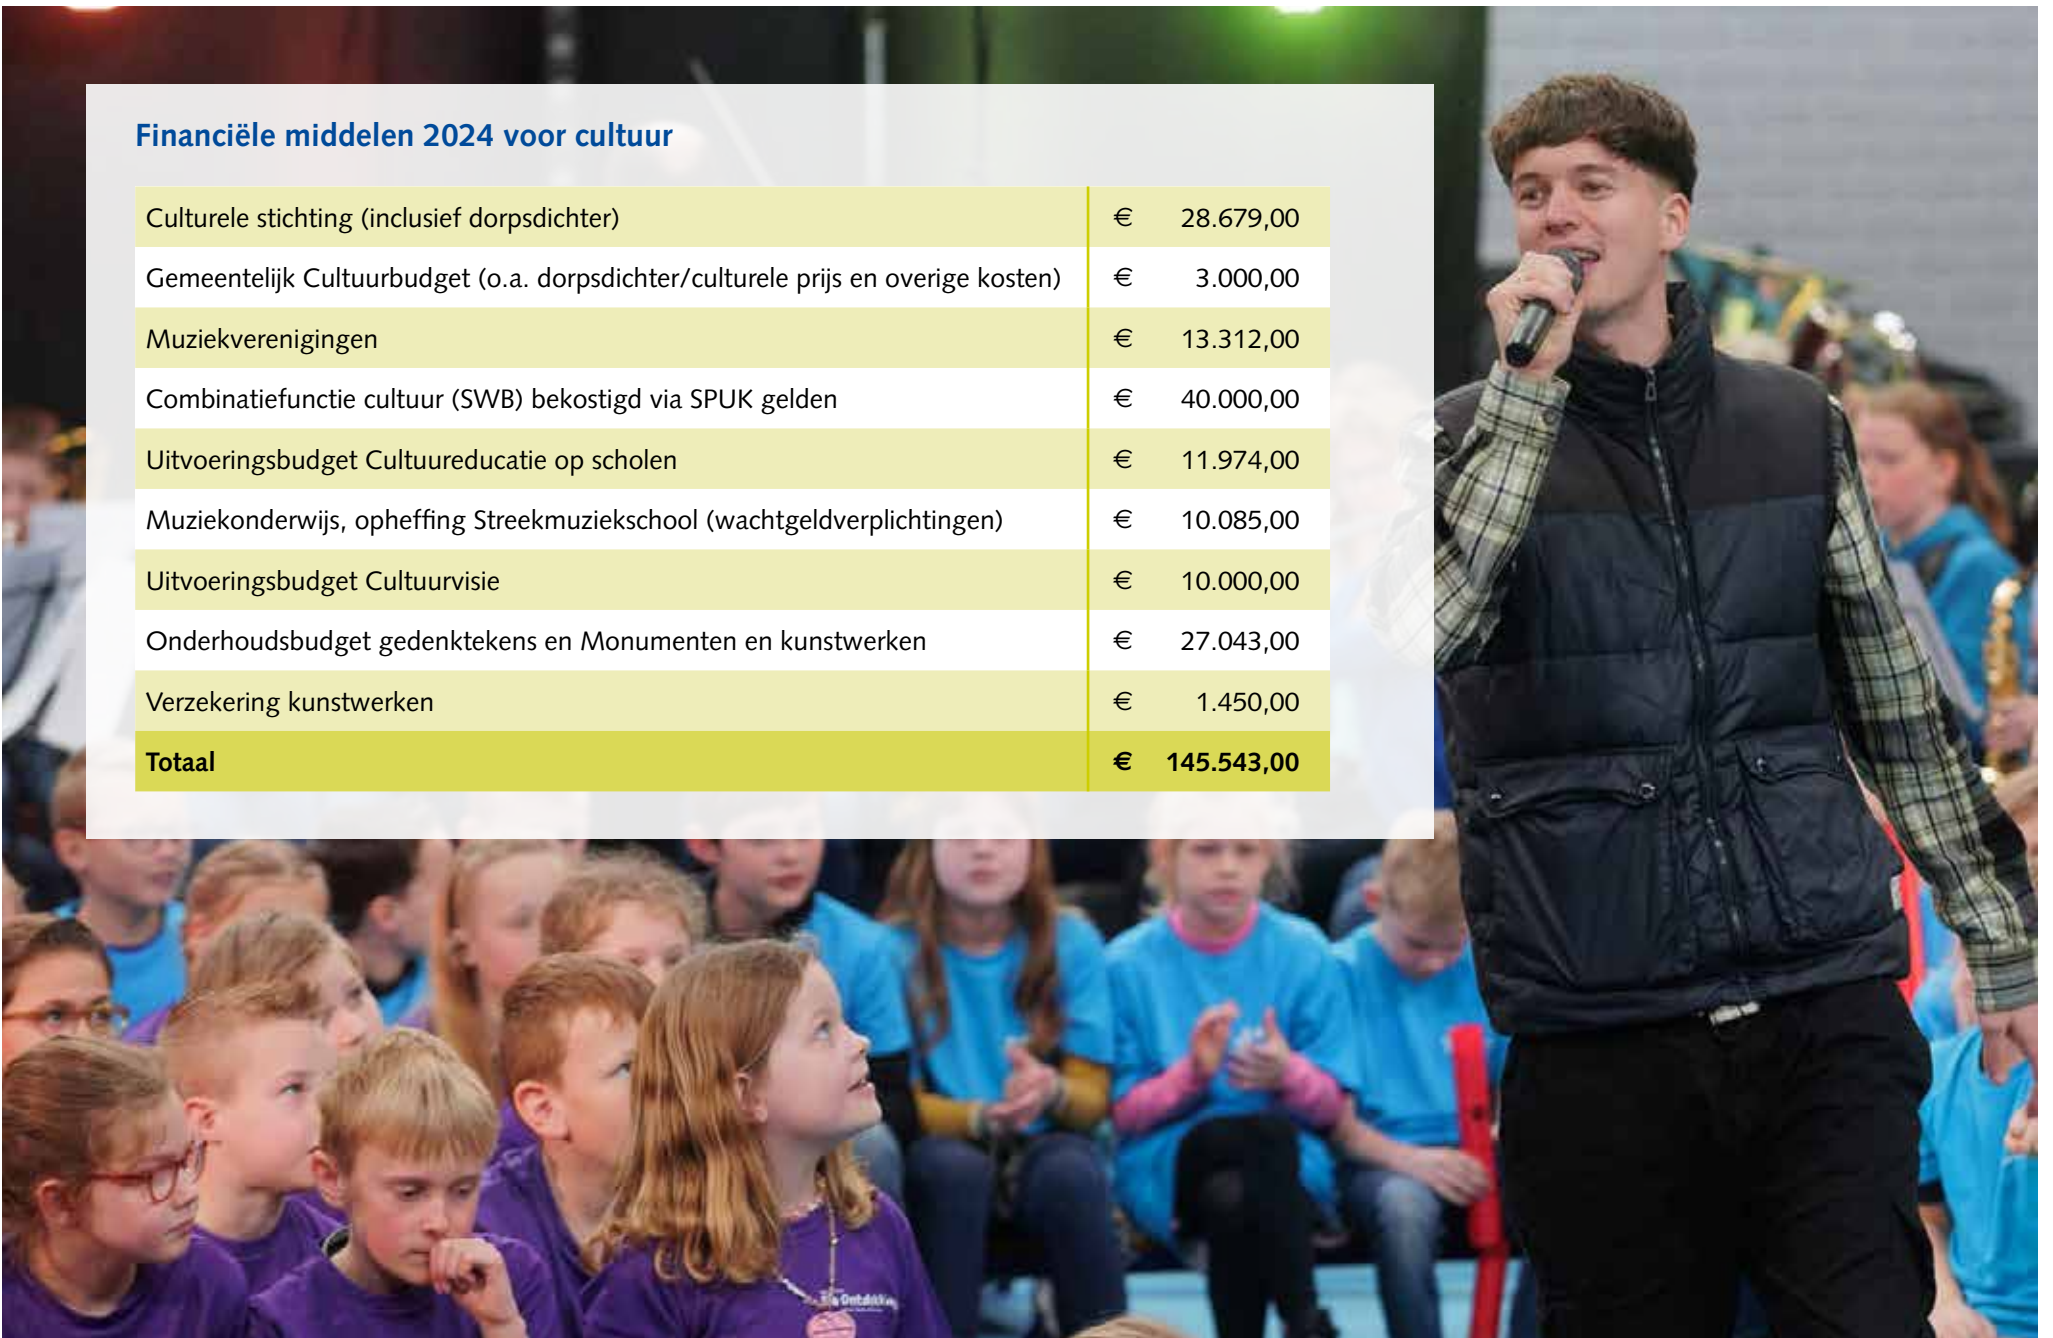 Financiële middelen 2024 voor cultuur
Culturele stichting (inclusief dorpsdichter) € 28.679,00
Gemeentelijk Cultuurbudget (o.a. dorpsdichter/culturele prijs en overige kosten) € 3.000,00
Muziekverenigingen € 13.312,00
Combinatiefunctie cultuur (SWB) bekostigd via SPUK gelden € 40.000,00
Uitvoeringsbudget Cultuureducatie op scholen € 11.974,00
Muziekonderwijs, opheffing Streekmuziekschool (wachtgeldverplichtingen) € 10.085,00
Uitvoeringsbudget Cultuurvisie € 10.000,00
Onderhoudsbudget gedenktekens en Monumenten en kunstwerken € 27.043,00
Verzekering kunstwerken € 1.450,00
Totaal € 145.543,00